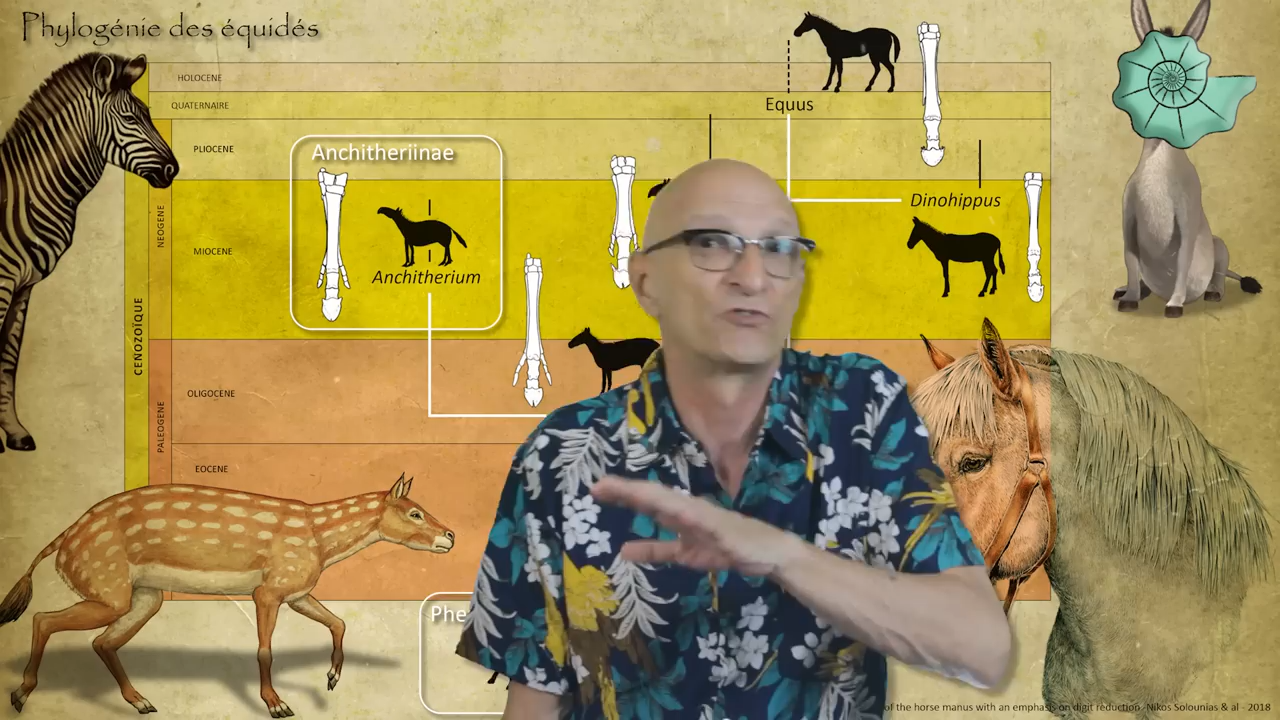 Phylogénie des équidés
HOLOCENE
QUATERNAIRE
Equus
PLIOCENE
Anchitheriinae
Dinohippus
NEOGENE
MIOCENE
Anchitherium
CENOZOÏQUE
OLIGOCENE
PALEOGENE
EOCENE
Phe
of the horse manus with an emphasis on digit reduction - Nikos Solounias & al - 2018